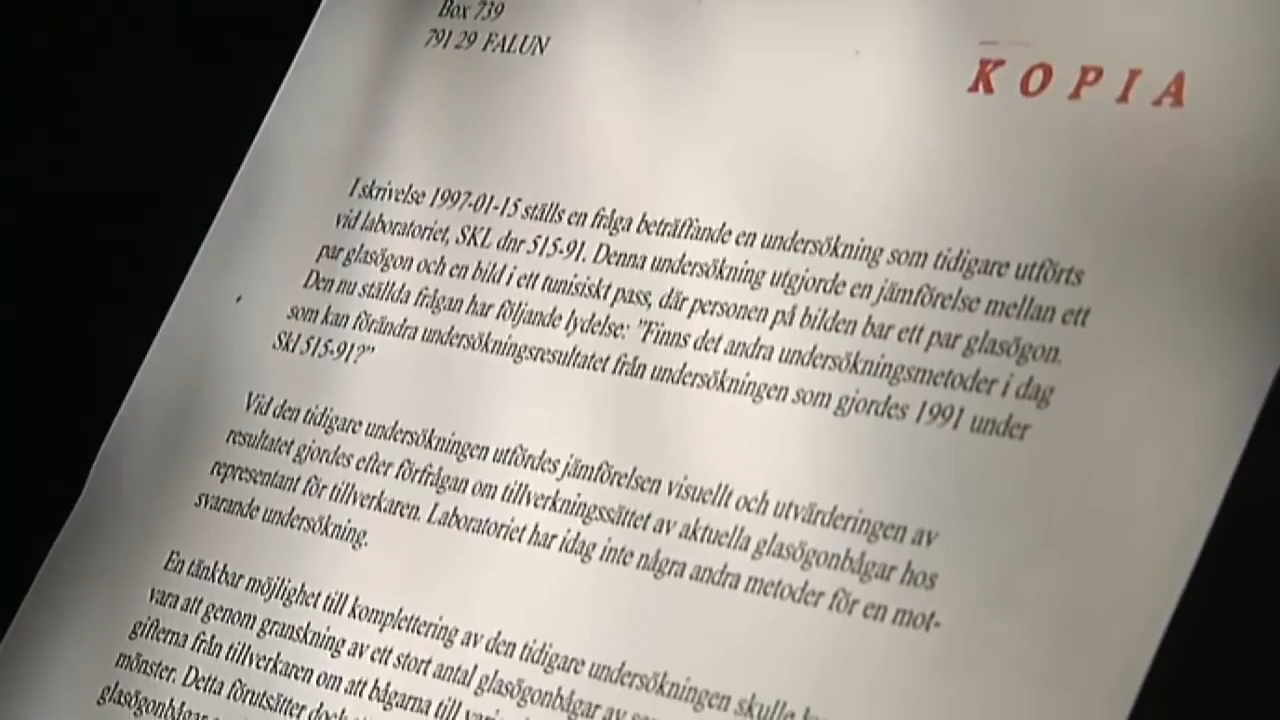 Box 739
791 29 FALUN
KOPIA
I skrivelse 1997-01-15 ställs en fråga beträffande en undersökning som tidigare utförts
vid laboratoriet, SKL dnr 515-91. Denna undersökning utgjorde en jämförelse mellan ett
par glasögon och en bild i ett tunisiskt pass, där personen på bilden bar ett par glasögon.
Den nu ställda frågan har följande lydelse: "Finns det andra undersökningsmetoder i dag
som kan förändra undersökningsresultatet från undersökningen som gjordes 1991 under
Skl 515-91?"
Vid den tidigare undersökningen utfördes jämförelsen visuellt och utvärderingen av
resultatet gjordes efter förfrågan om tillverkningssättet av aktuella glasögonbågar hos
representant för tillverkaren. Laboratoriet har idag inte några andra metoder för en mot-
svarande undersökning.
En tänkbar möjlighet till komplettering av den tidigare undersökningen skulle
vara att genom granskning av ett stort antal glasögonbågar av
gifterna från tillverkaren om att bågarna till
mönster. Detta förutsätter
glasögonbågar